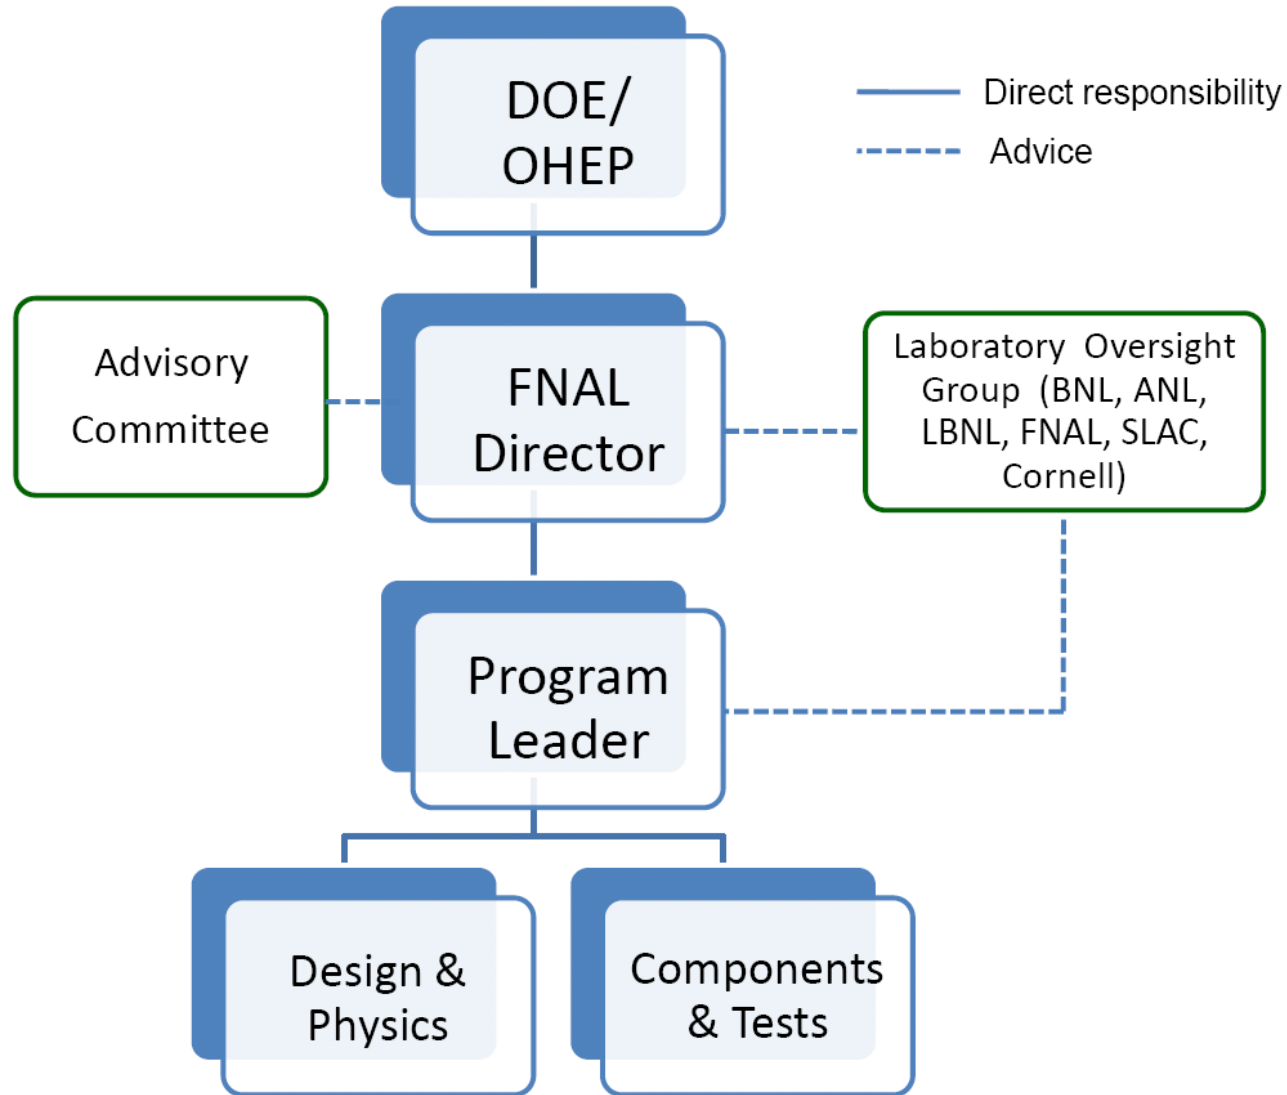 DOE/
OHEP
Direct responsibility
Advice
Advisory
Committee
FNAL
Director
Laboratory Oversight
Group (BNL, ANL,
LBNL, FNAL, SLAC,
Cornell)
Program
Leader
Design &
Physics
Components
& Tests